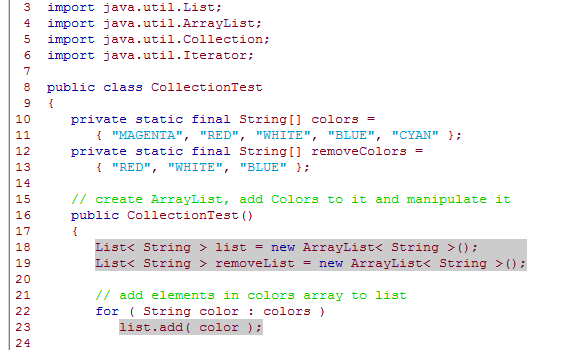 3 import java.util.List;
4 import java.util.ArrayList;
5 import java.util.Collection;
6 import java.util.Iterator;
7
8 public class CollectionTest
9 {
10 private static final String[] colors =
11 { "MAGENTA", "RED", "WHITE", "BLUE", "CYAN" };
12 private static final String[] removeColors =
13 { "RED", "WHITE", "BLUE" };
14
15 // create ArrayList, add Colors to it and manipulate it
16 public CollectionTest()
17 {
18 List< String > list = new ArrayList< String >();
19 List< String > removeList = new ArrayList< String >();
20
21 // add elements in colors array to list
22 for ( String color : colors )
23 list.add( color );
24